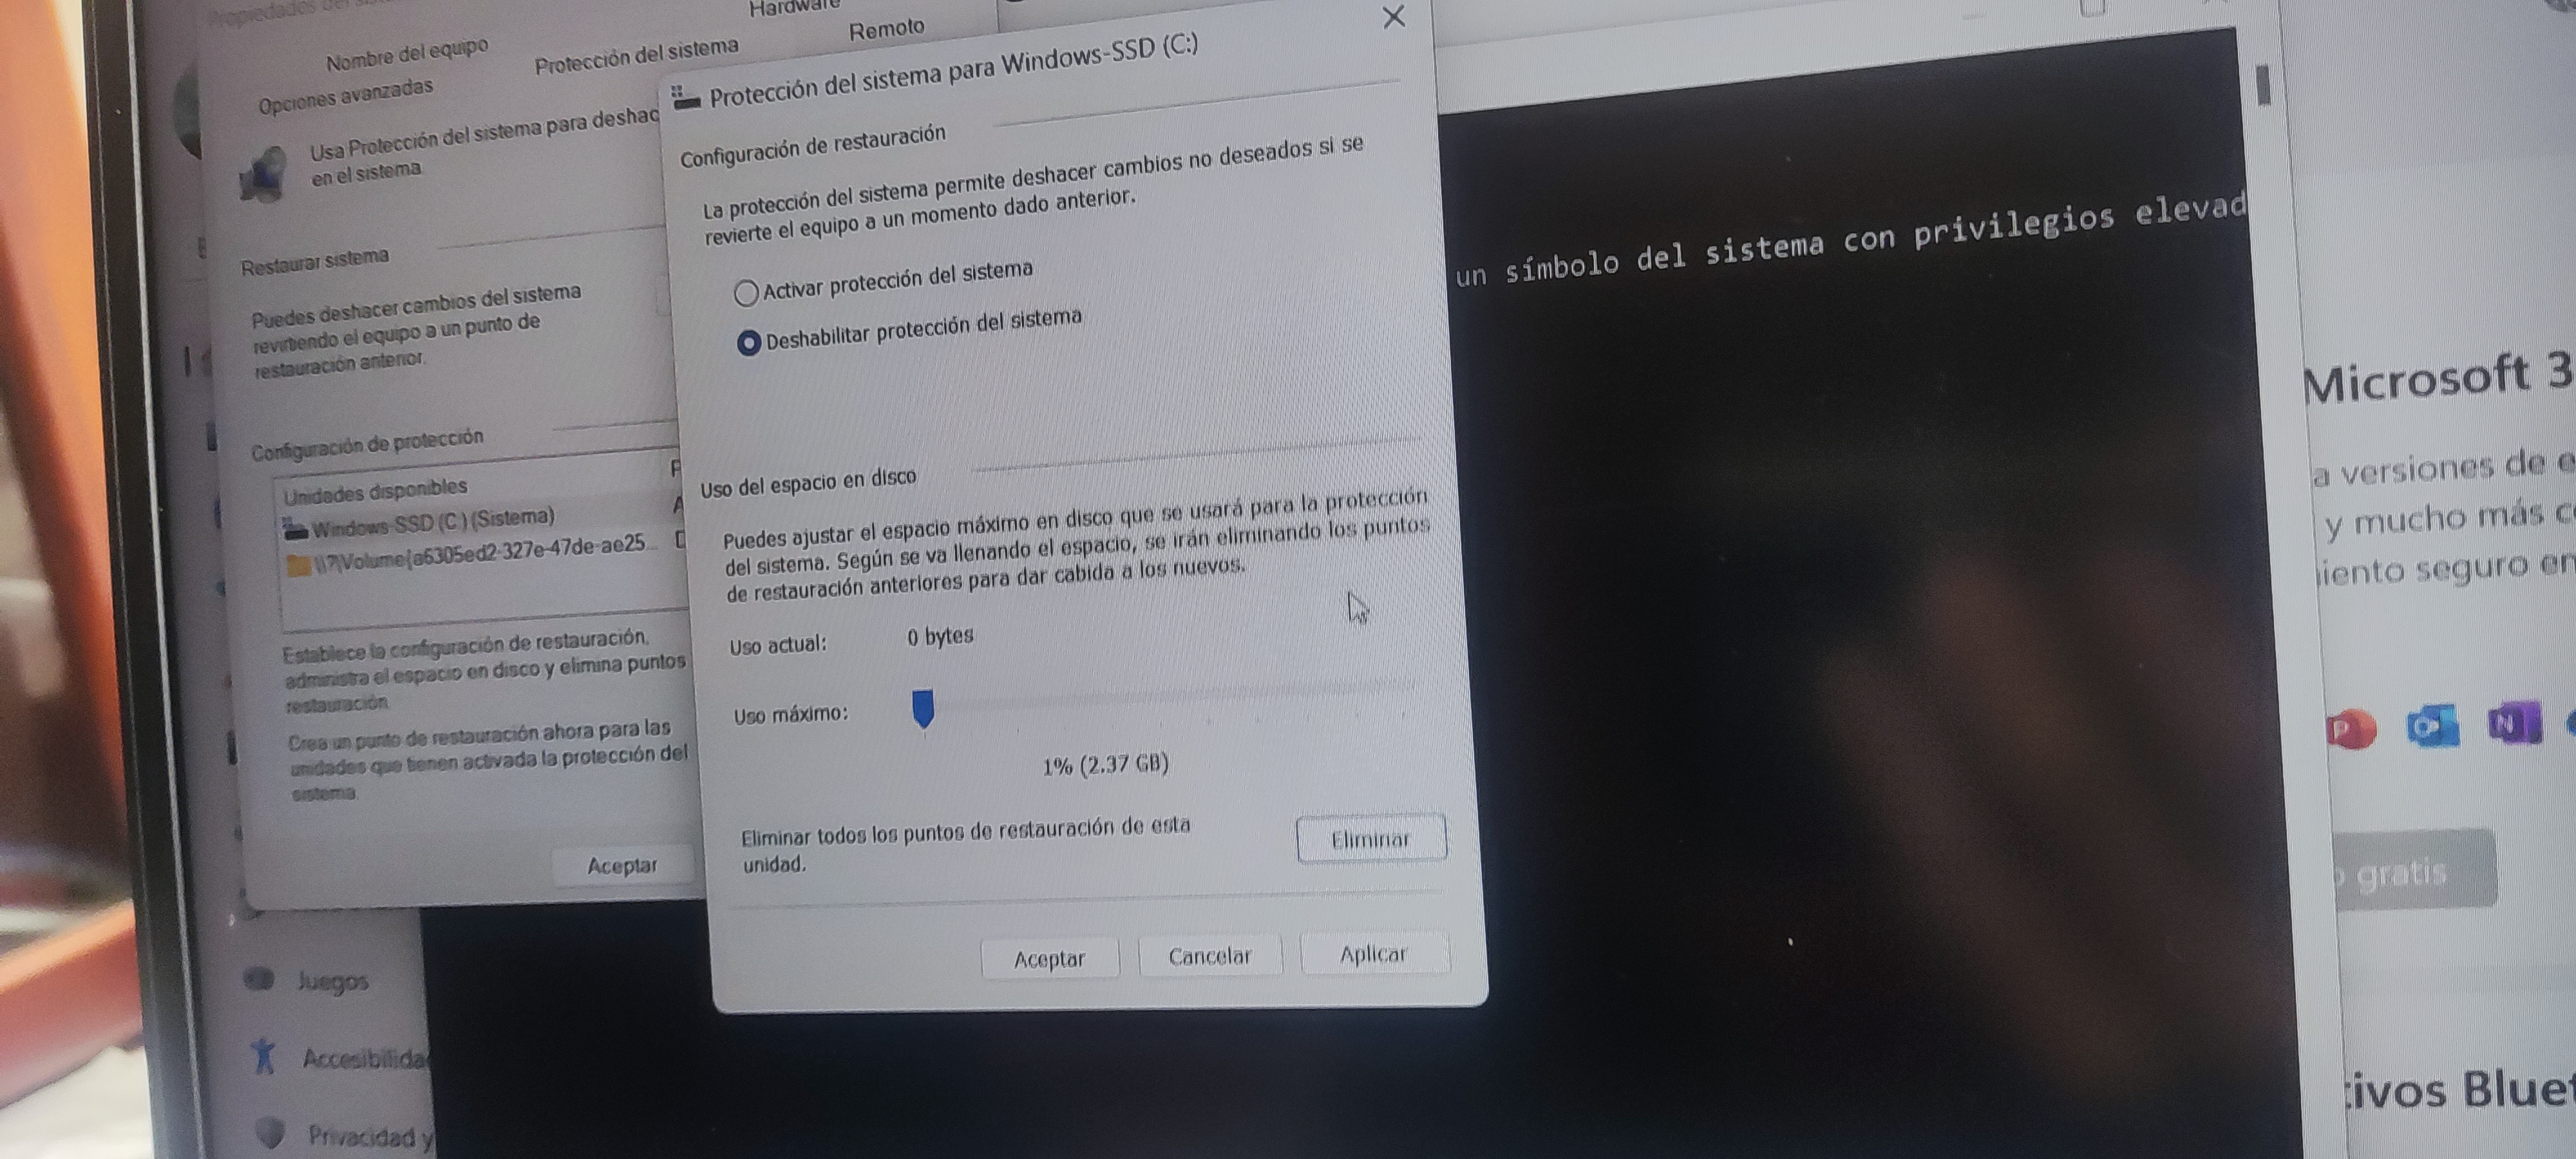 Propiedades del
Hardware
Nombre del equipo
Protección del sistema
Remoto
Opciones avanzadas
Usa Protección del sistema para deshac
en el sistema
Restaurar sistema
Puedes deshacer cambios del sistema
revirtiendo el equipo a un punto de
restauración anterior.
Configuración de protección
Unidades disponibles
Windows-SSD (C:) (Sistema)
\\?\Volume{a6305ed2-327e-47de-ae25...
Establece la configuración de restauración,
administra el espacio en disco y elimina puntos
restauración.
Crea un punto de restauración ahora para las
unidades que tienen activada la protección del
sistema.
Aceptar
Protección del sistema para Windows-SSD (C:)
Configuración de restauración
La protección del sistema permite deshacer cambios no deseados si se
revierte el equipo a un momento dado anterior.
Activar protección del sistema
Deshabilitar protección del sistema
Uso del espacio en disco
Puedes ajustar el espacio máximo en disco que se usará para la protección
del sistema. Según se va llenando el espacio, se irán eliminando los puntos
de restauración anteriores para dar cabida a los nuevos.
Uso actual: 0 bytes
Uso máximo:
1% (2.37 GB)
Eliminar todos los puntos de restauración de esta
unidad.
Eliminar
Aceptar
Cancelar
Aplicar
un símbolo del sistema con privilegios elevad
Microsoft 3
a versiones de e
y mucho más c
iento seguro en
gratis
tivos Bluet
Juegos
Accesibilida
Privacidad y